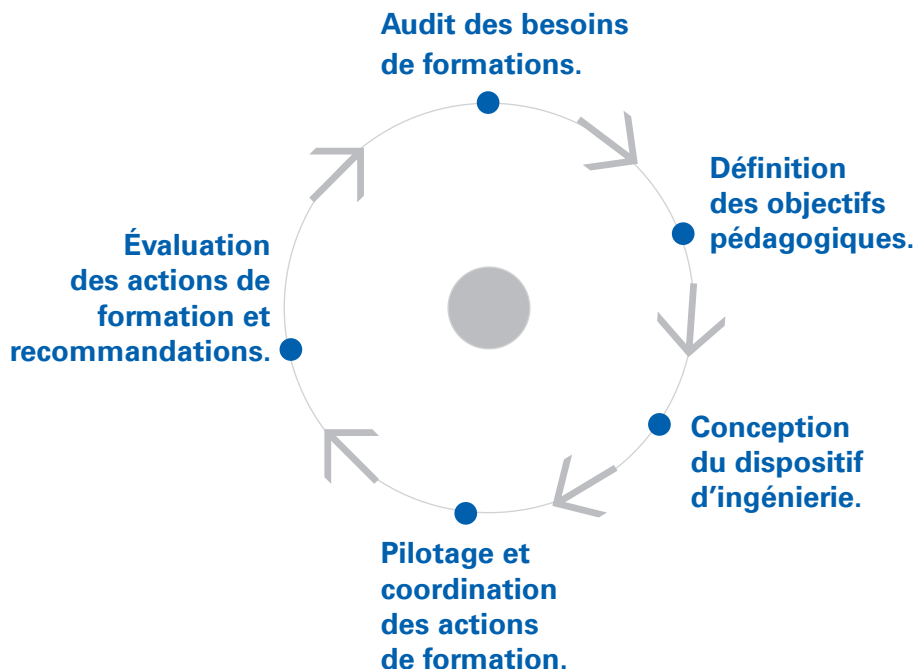 Audit des besoins
de formations.
Définition
des objectifs
pédagogiques.
Conception
du dispositif
d’ingénierie.
Pilotage et
coordination
des actions
de formation.
Évaluation
des actions de
formation et
recommandations.